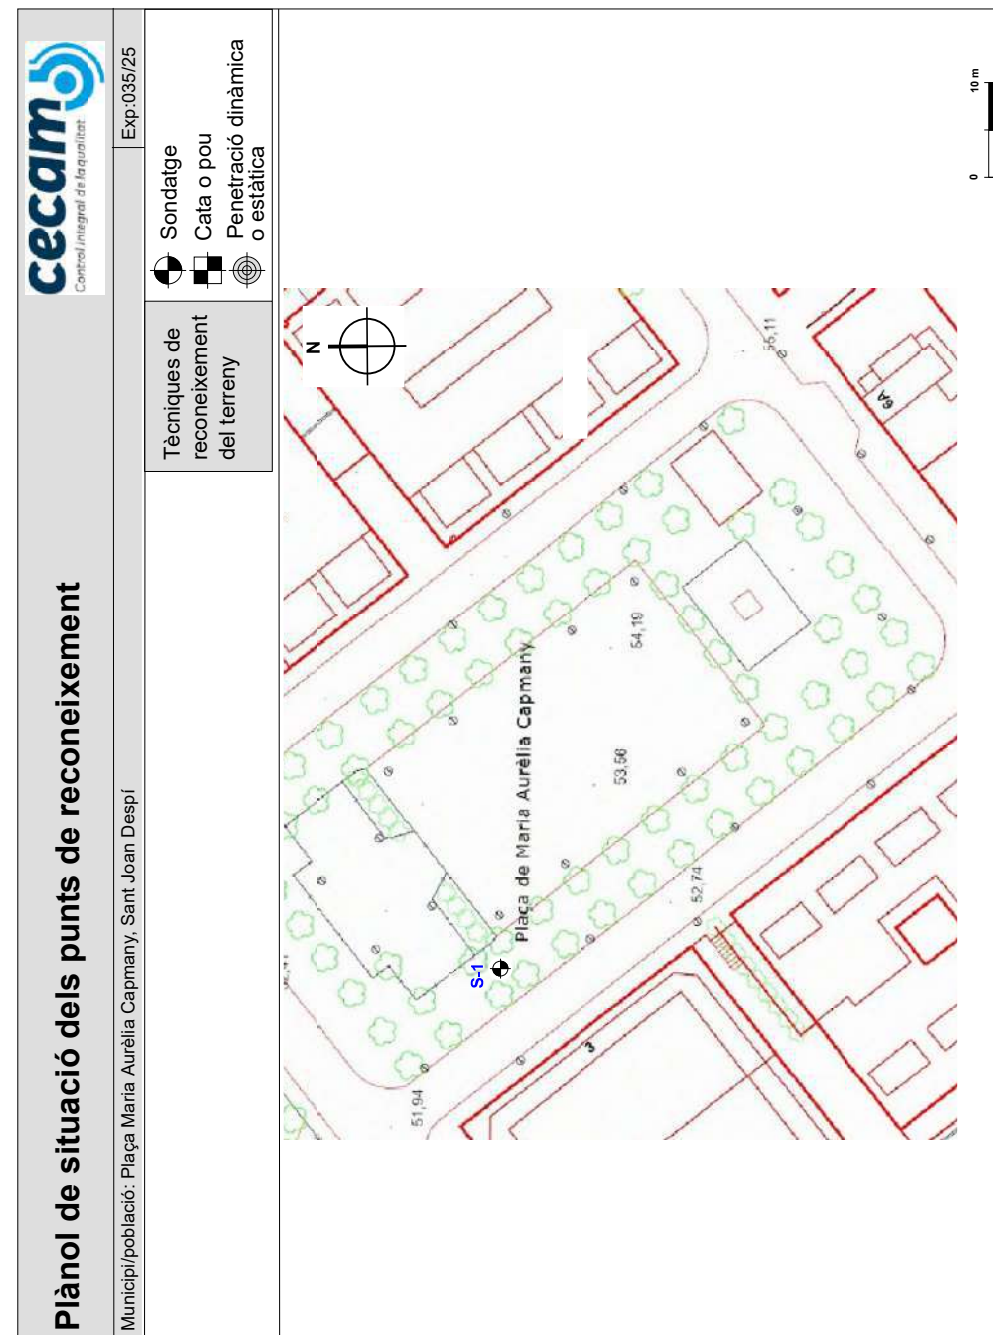 Plànol de situació dels punts de reconeixement
cecam
Control integral de la qualitat
Municipi/població: Plaça Maria Aurèlia Capmany, Sant Joan Despí
Exp:035/25
Tècniques de
reconeixement
del terreny
Sondatge
Cata o pou
Penetració dinàmica
o estàtica
N
55,11
6A
54,19
Plaça de Maria Aurèlia Capmany
53,56
52,74
S-1
3
51,94
0
10 m